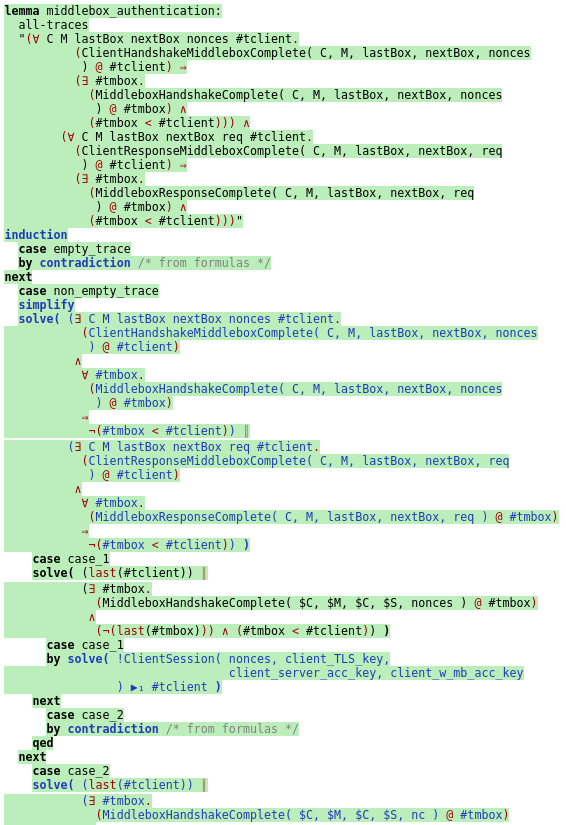 lemma middlebox_authentication:
all-traces
"(∀ C M lastBox nextBox nonces #tclient.
(ClientHandshakeMiddleboxComplete( C, M, lastBox, nextBox, nonces
) @ #tclient) ⇒
(∃ #tmbox.
(MiddleboxHandshakeComplete( C, M, lastBox, nextBox, nonces
) @ #tmbox) ∧
(#tmbox < #tclient))) ∧
(∀ C M lastBox nextBox req #tclient.
(ClientResponseMiddleboxComplete( C, M, lastBox, nextBox, req
) @ #tclient) ⇒
(∃ #tmbox.
(MiddleboxResponseComplete( C, M, lastBox, nextBox, req
) @ #tmbox) ∧
(#tmbox < #tclient)))"
induction
case empty_trace
by contradiction /* from formulas */
next
case non_empty_trace
simplify
solve( (∃ C M lastBox nextBox nonces #tclient.
(ClientHandshakeMiddleboxComplete( C, M, lastBox, nextBox, nonces
) @ #tclient)
∧
∀ #tmbox.
(MiddleboxHandshakeComplete( C, M, lastBox, nextBox, nonces
) @ #tmbox)
⇒
¬(#tmbox < #tclient)) ∥
(∃ C M lastBox nextBox req #tclient.
(ClientResponseMiddleboxComplete( C, M, lastBox, nextBox, req
) @ #tclient)
∧
∀ #tmbox.
(MiddleboxResponseComplete( C, M, lastBox, nextBox, req ) @ #tmbox)
⇒
¬(#tmbox < #tclient)) )
case case_1
solve( (last(#tclient)) ∥
(∃ #tmbox.
(MiddleboxHandshakeComplete( $C, $M, $C, $S, nonces ) @ #tmbox)
∧
(¬(last(#tmbox))) ∧ (#tmbox < #tclient)) )
case case_1
by solve( !ClientSession( nonces, client_TLS_key,
client_server_acc_key, client_w_mb_acc_key
) ▶₁ #tclient )
next
case case_2
by contradiction /* from formulas */
qed
next
case case_2
solve( (last(#tclient)) ∥
(∃ #tmbox.
(MiddleboxHandshakeComplete( $C, $M, $C, $S, nc ) @ #tmbox)